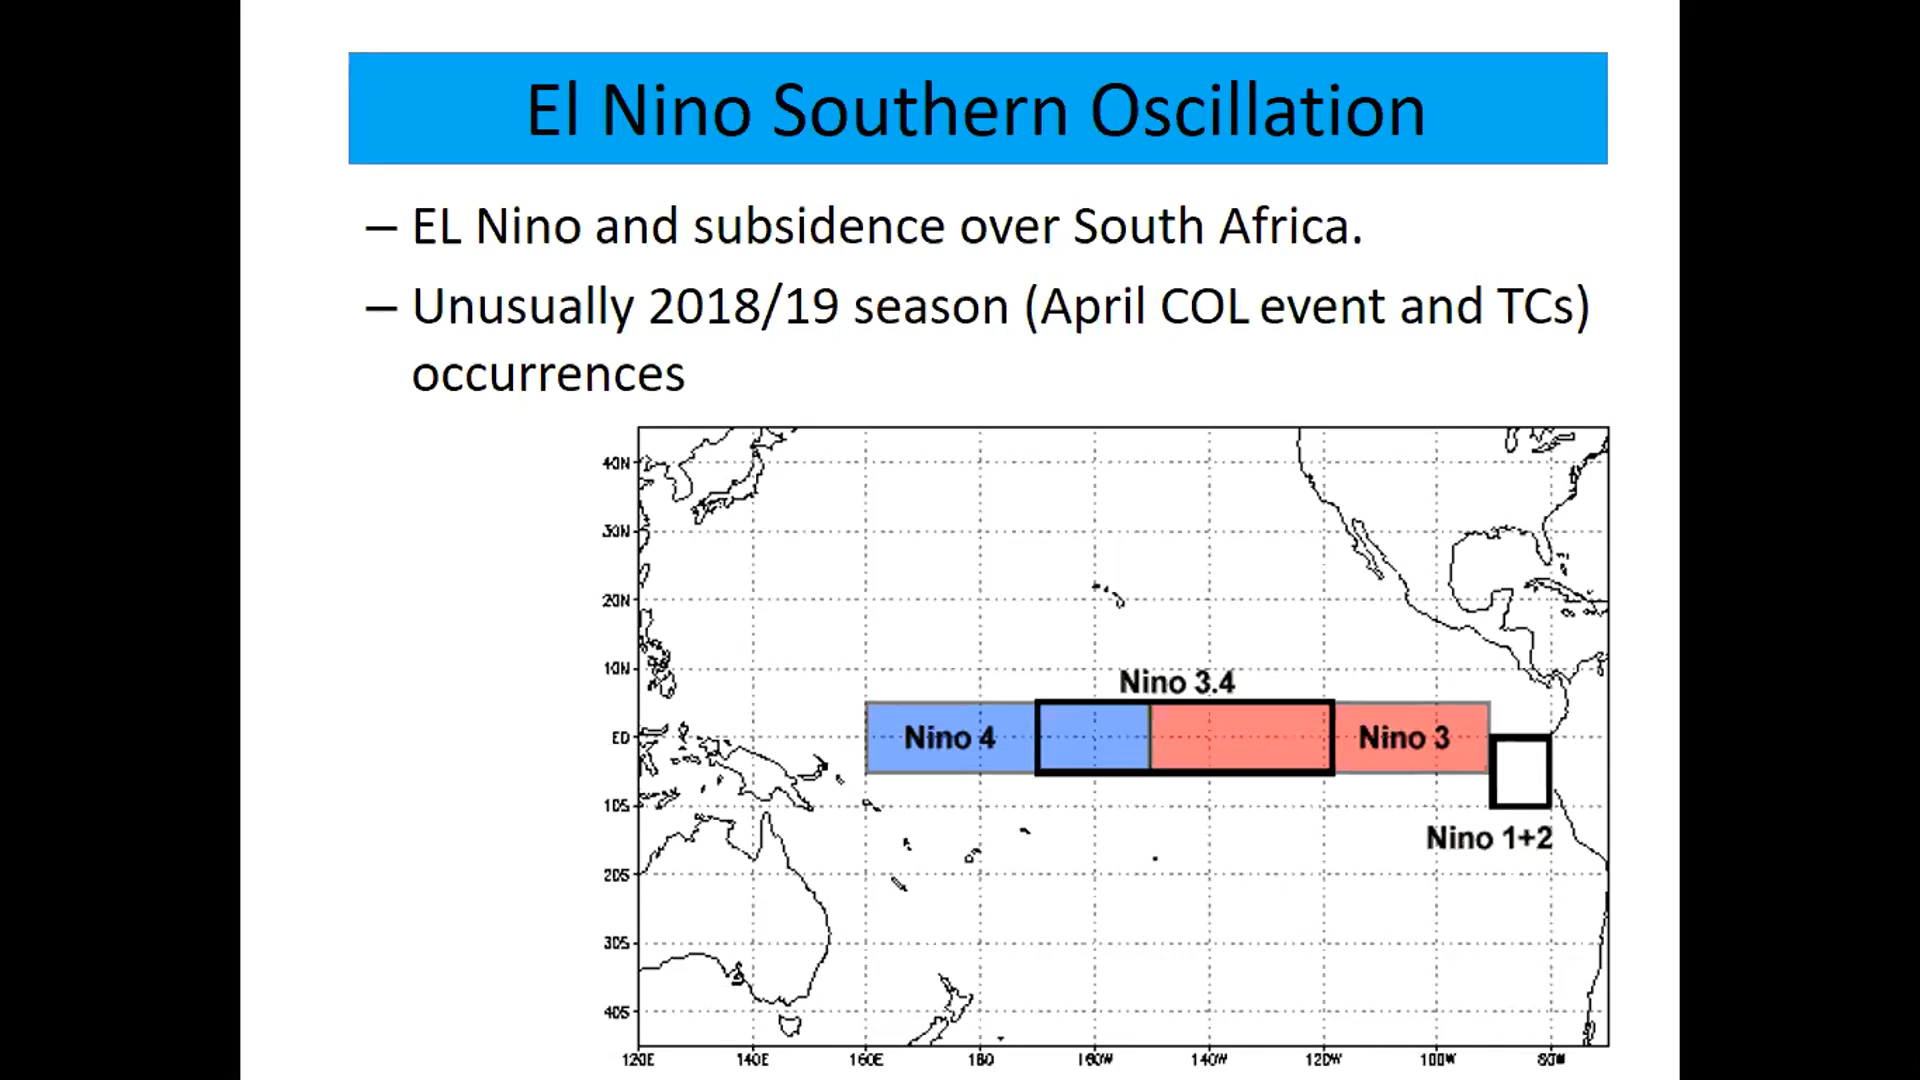 El Nino Southern Oscillation
– EL Nino and subsidence over South Africa.
– Unusually 2018/19 season (April COL event and TCs)
occurrences
40N
30N
20N
10N
EQ
10S
20S
30S
40S
Nino 3.4
Nino 4
Nino 3
Nino 1+2
120E 140E 160E 180 160W 140W 120W 100W 80W